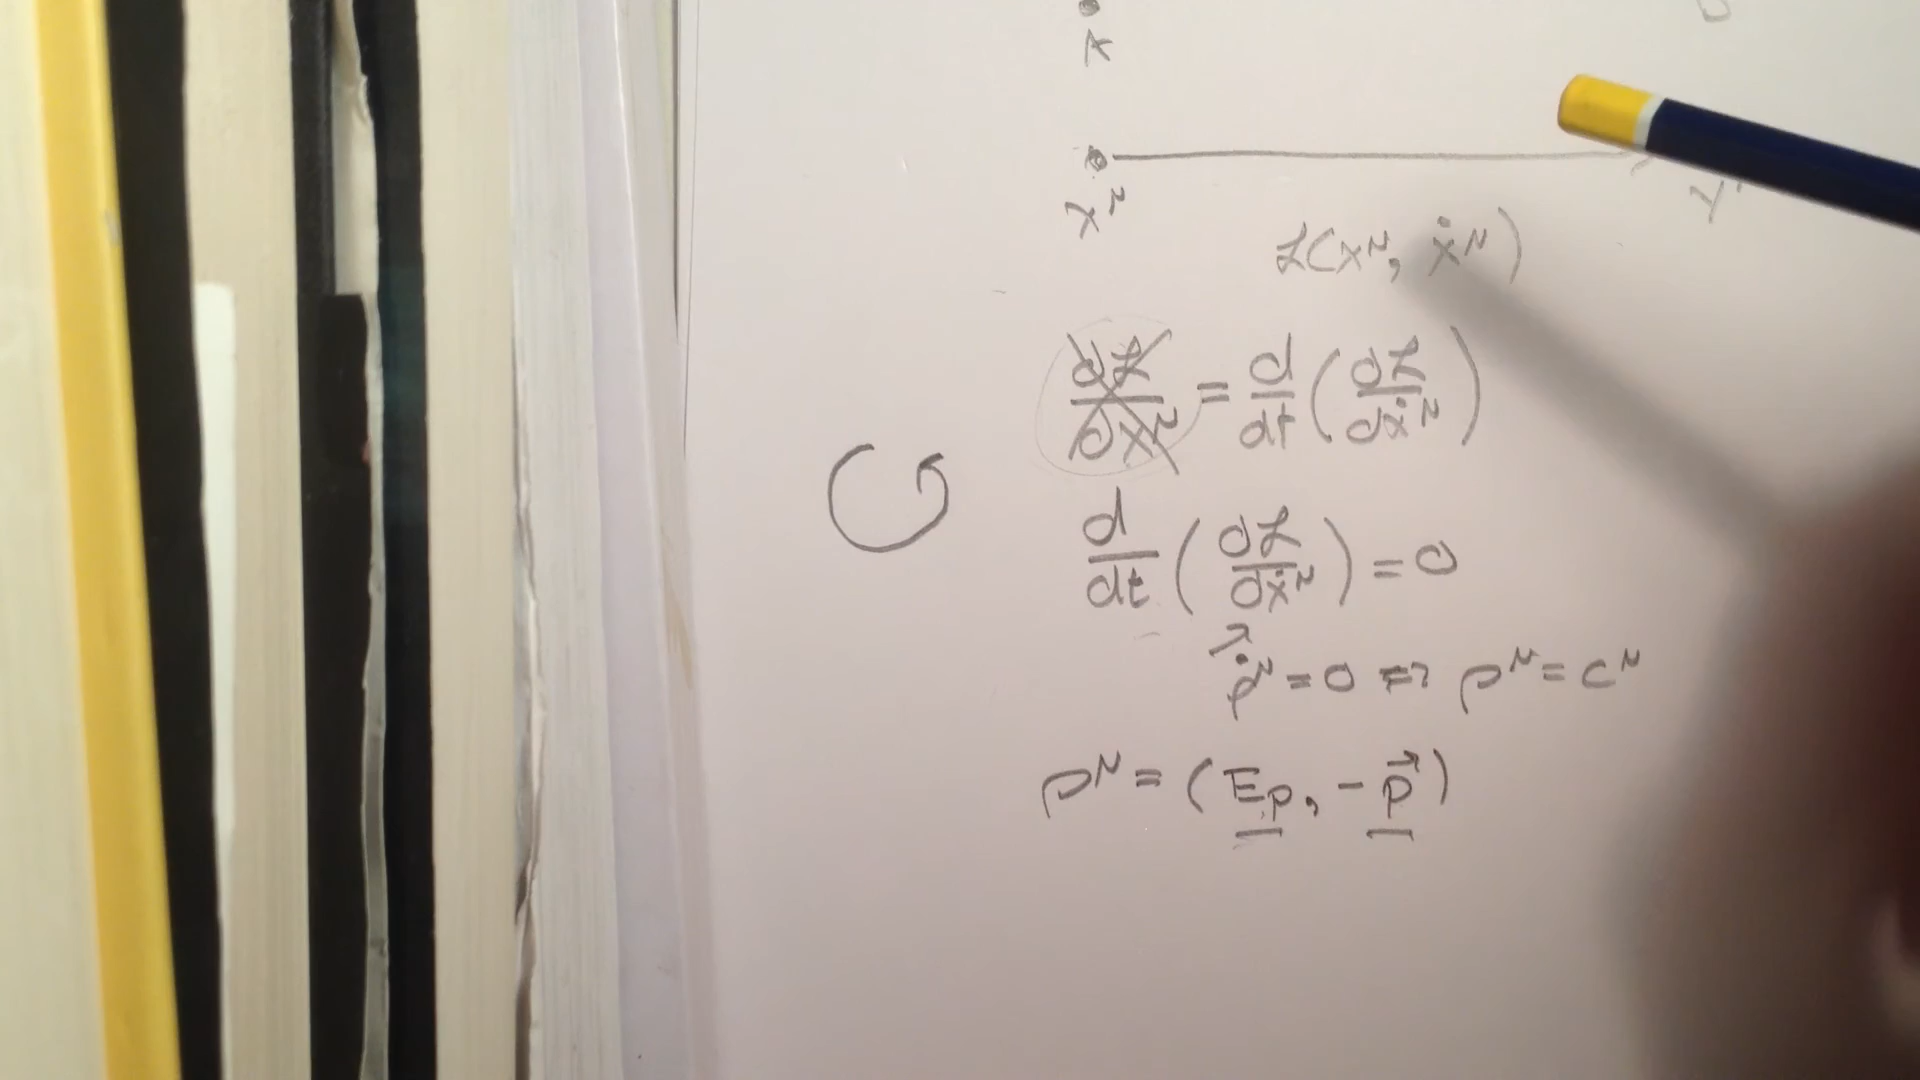 x
x^μ
L(x^μ, ẋ^μ)
∂L/∂x^μ = d/dt (∂L/∂ẋ^μ)
d/dt (∂L/∂ẋ^μ) = 0
ṗ^μ = 0 ⇒ p^μ = c^μ
p^μ = (E_p, -p⃗)